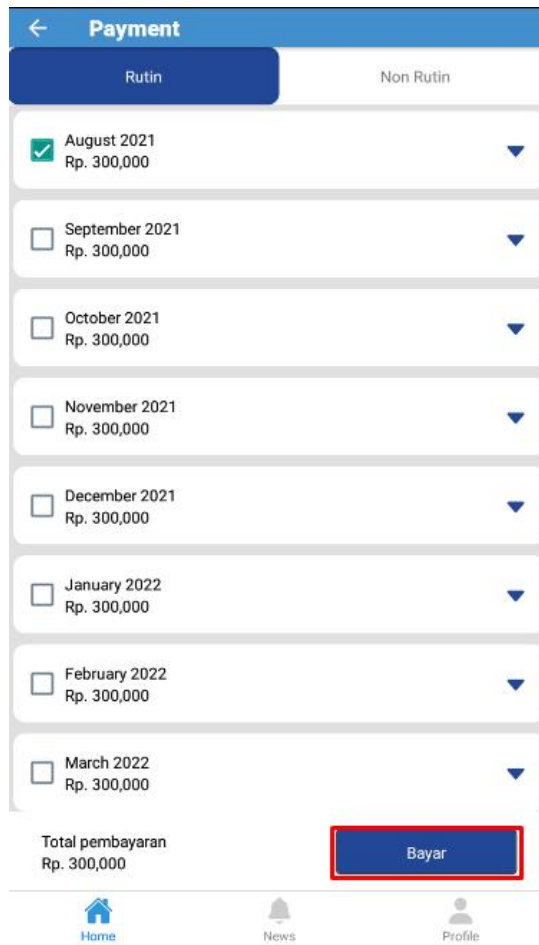 Payment
Rutin
Non Rutin
August 2021
Rp. 300,000
September 2021
Rp. 300,000
October 2021
Rp. 300,000
November 2021
Rp. 300,000
December 2021
Rp. 300,000
January 2022
Rp. 300,000
February 2022
Rp. 300,000
March 2022
Rp. 300,000
Total pembayaran
Rp. 300,000
Bayar
Home
News
Profile